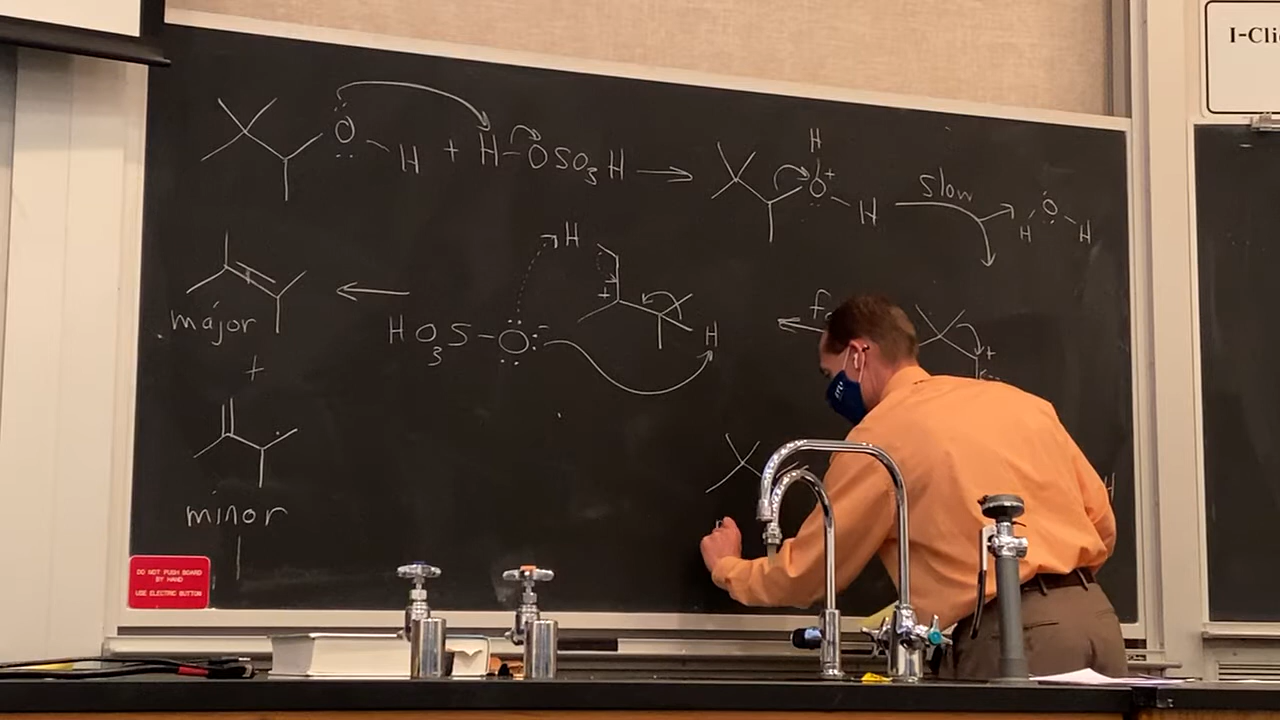 I-Cli
Ö H + H-OSO3H → H O+ H
slow
O H H
H
major
HO3S-O:- H
+
+
+
minor
DO NOT PUSH BOARD
BY HAND
USE ELECTRIC BUTTON